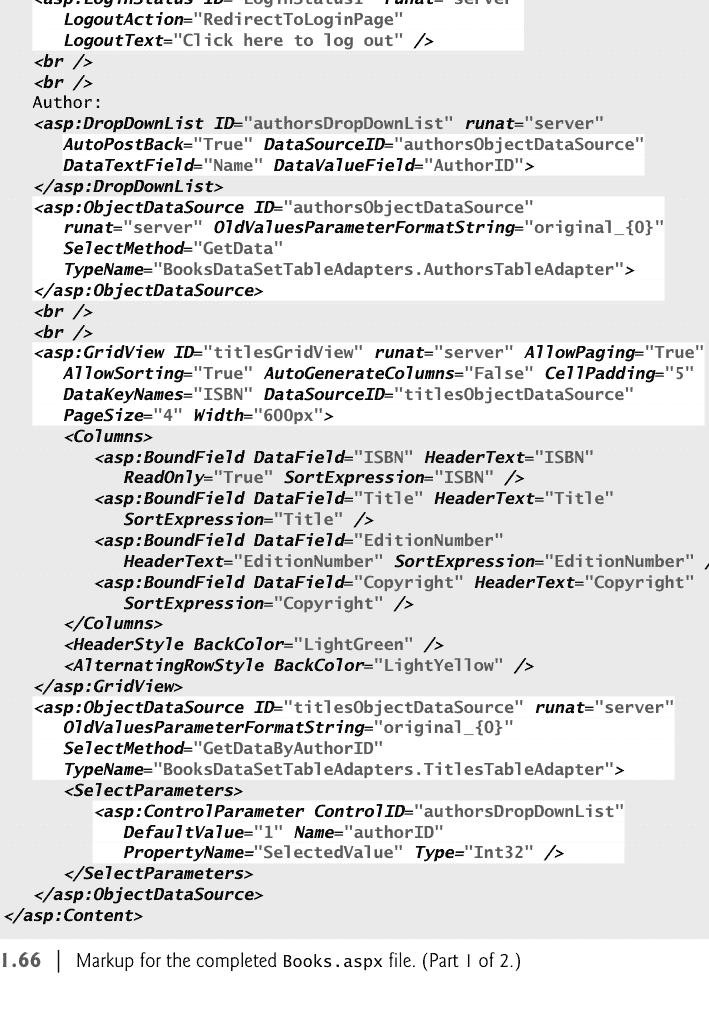 <asp:LoginStatus ID="LoginStatus1" runat="server"
LogoutAction="RedirectToLoginPage"
LogoutText="Click here to log out" />
<br />
<br />
Author:
<asp:DropDownList ID="authorsDropDownList" runat="server"
AutoPostBack="True" DataSourceID="authorsObjectDataSource"
DataTextField="Name" DataValueField="AuthorID">
</asp:DropDownList>
<asp:ObjectDataSource ID="authorsObjectDataSource"
runat="server" OldValuesParameterFormatString="original_{0}"
SelectMethod="GetData"
TypeName="BooksDataSetTableAdapters.AuthorsTableAdapter">
</asp:ObjectDataSource>
<br />
<br />
<asp:GridView ID="titlesGridView" runat="server" AllowPaging="True"
AllowSorting="True" AutoGenerateColumns="False" CellPadding="5"
DataKeyNames="ISBN" DataSourceID="titlesObjectDataSource"
PageSize="4" Width="600px">
<Columns>
<asp:BoundField DataField="ISBN" HeaderText="ISBN"
ReadOnly="True" SortExpression="ISBN" />
<asp:BoundField DataField="Title" HeaderText="Title"
SortExpression="Title" />
<asp:BoundField DataField="EditionNumber"
HeaderText="EditionNumber" SortExpression="EditionNumber" /
<asp:BoundField DataField="Copyright" HeaderText="Copyright"
SortExpression="Copyright" />
</Columns>
<HeaderStyle BackColor="LightGreen" />
<AlternatingRowStyle BackColor="LightYellow" />
</asp:GridView>
<asp:ObjectDataSource ID="titlesObjectDataSource" runat="server"
OldValuesParameterFormatString="original_{0}"
SelectMethod="GetDataByAuthorID"
TypeName="BooksDataSetTableAdapters.TitlesTableAdapter">
<SelectParameters>
<asp:ControlParameter ControlID="authorsDropDownList"
DefaultValue="1" Name="authorID"
PropertyName="SelectedValue" Type="Int32" />
</SelectParameters>
</asp:ObjectDataSource>
</asp:Content>
1.66 | Markup for the completed Books.aspx file. (Part 1 of 2.)